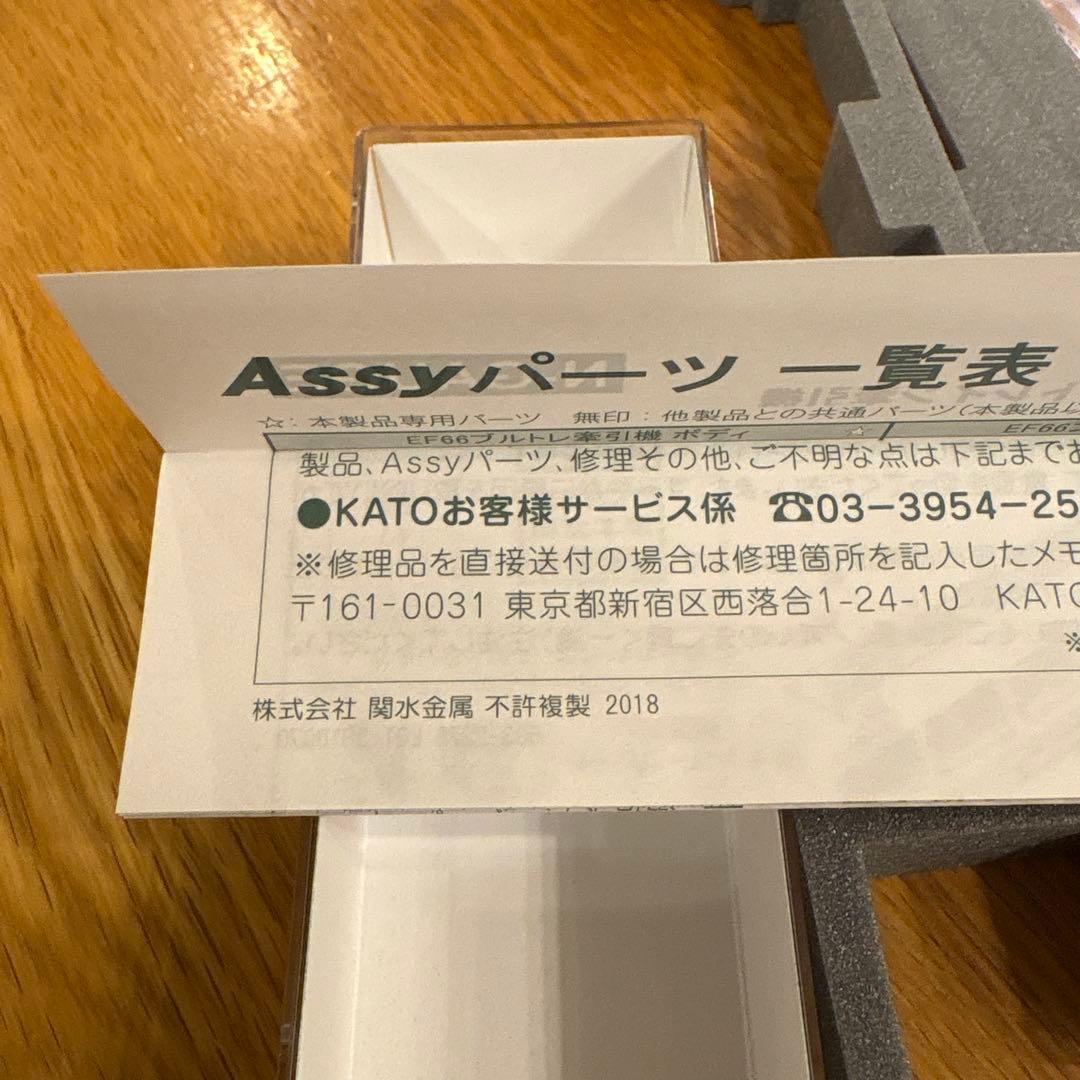 Assyパーツ 一覧表
☆：本製品専用パーツ 無印：他製品との共通パーツ(本製品
EF66ブルトレ牽引機 ボディ ☆ EF66
製品、Assyパーツ、修理その他、ご不明な点は下記まで
●KATOお客様サービス係 ☎03-3954-25
※修理品を直接送付の場合は修理箇所を記入したメモ
〒161-0031 東京都新宿区西落合1-24-10 KATO
※
株式会社 関水金属 不許複製 2018